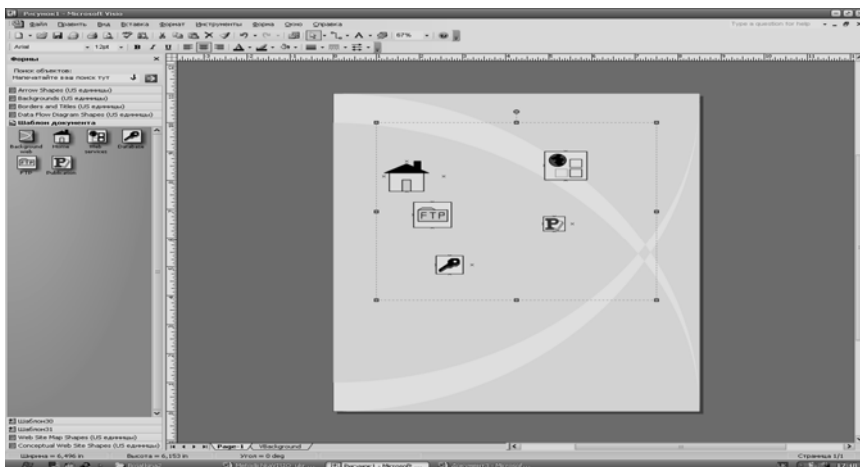 Рисунок1 - Microsoft Visio
Файл Править Вид Вставка Формат Инструменты Форма Окно Справка
Type a question for help
Arial 12pt 67%
Формы
Поиск объектов:
Напечатайте ваш поиск тут
Arrow Shapes (US единицы)
Backgrounds (US единицы)
Borders and Titles (US единицы)
Data Flow Diagram Shapes (US единицы)
Шаблон документа
Background web
Home
Web services
Database
FTP
Publication
FTP
P
Шаблон30
Шаблон31
Web Site Map Shapes (US единицы)
Conceptual Web Site Shapes (US единицы)
Page-1 VBackground
Ширина = 6,496 in Высота = 6,153 in Угол = 0 deg Страница 1/1
Рисунок1 - Microsoft